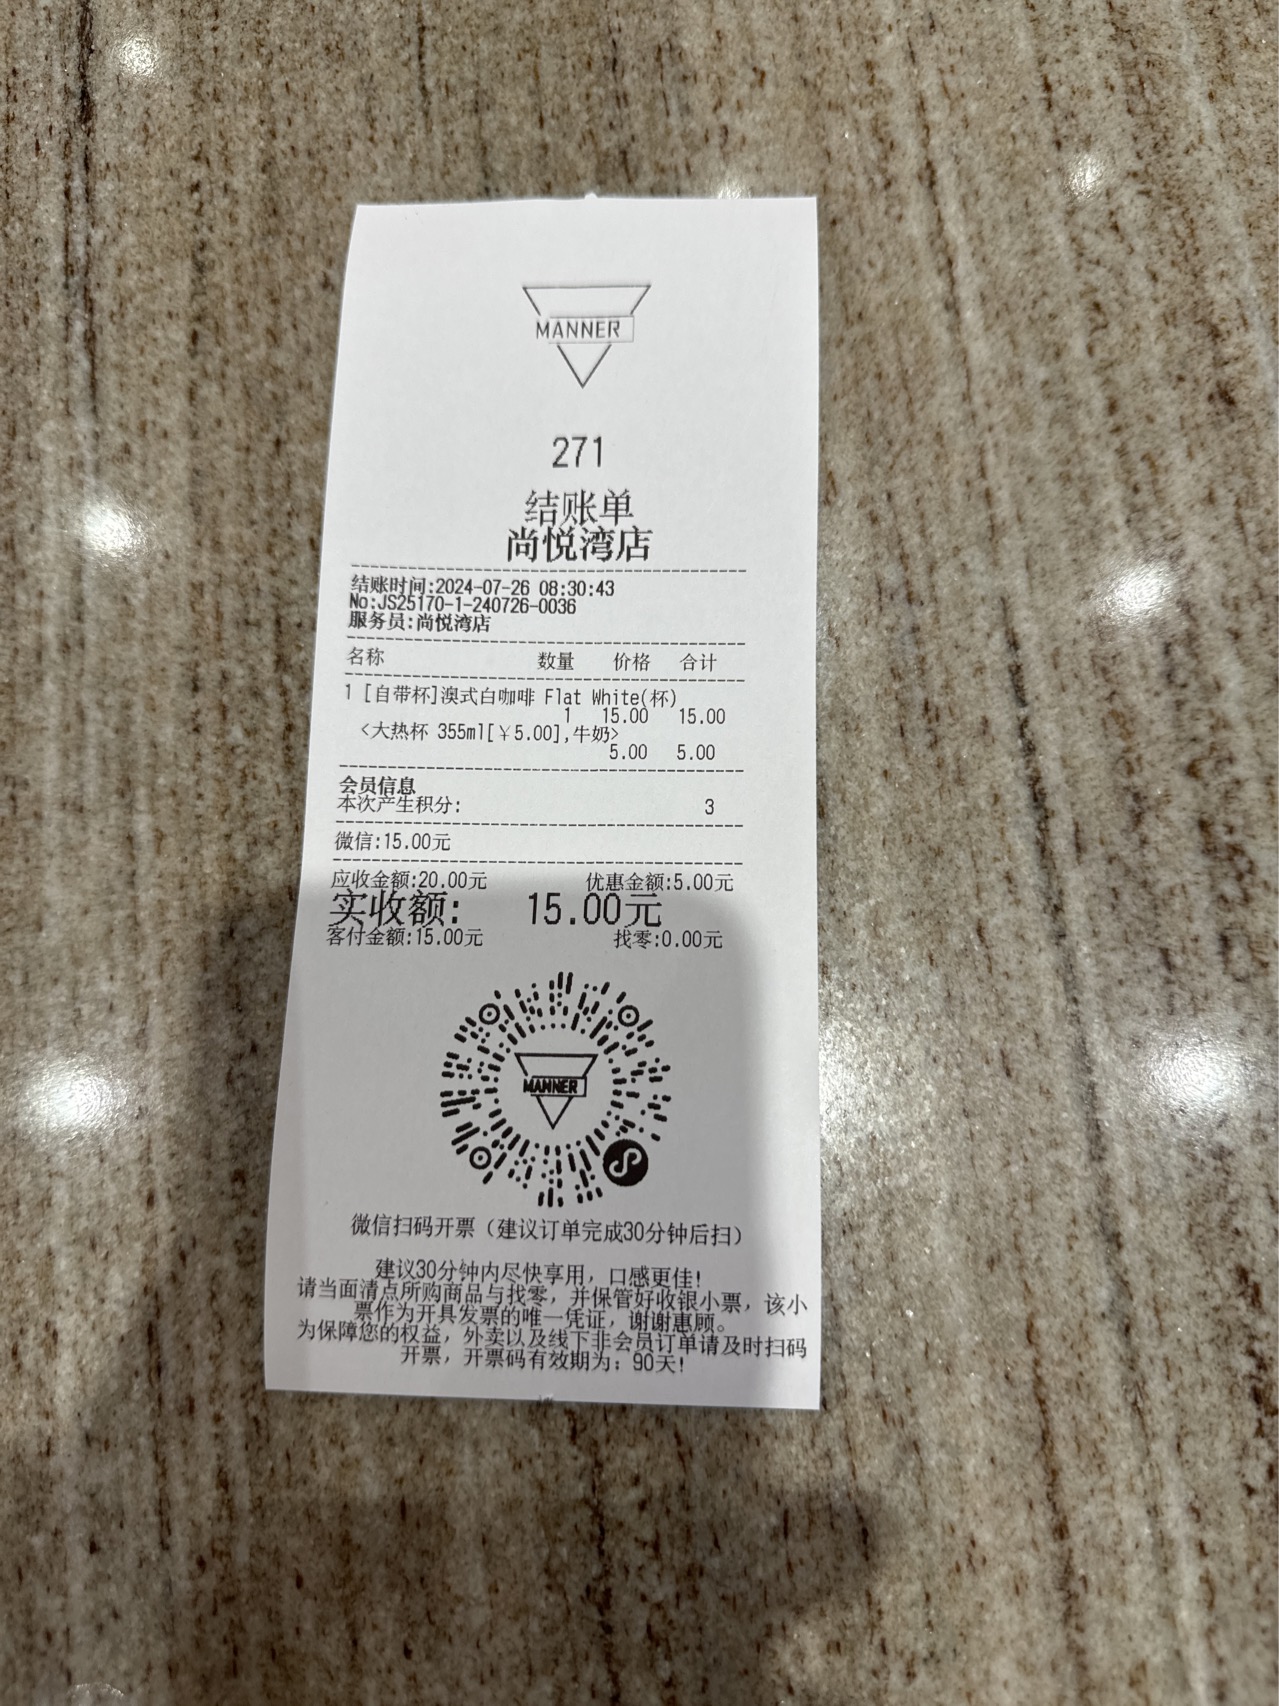 MANNER
271
结账单
尚悦湾店
结账时间:2024-07-26 08:30:43
No:JS25170-1-240726-0036
服务员:尚悦湾店
名称 数量 价格 合计
1 [自带杯]澳式白咖啡 Flat White(杯)
1 15.00 15.00
<大热杯 355ml[￥5.00],牛奶>
5.00 5.00
会员信息
本次产生积分: 3
微信:15.00元
应收金额:20.00元 优惠金额:5.00元
实收额: 15.00元
客付金额:15.00元 找零:0.00元
MANNER
微信扫码开票（建议订单完成30分钟后扫）
建议30分钟内尽快享用，口感更佳!
请当面清点所购商品与找零，并保管好收银小票，该小
票作为开具发票的唯一凭证，谢谢惠顾。
为保障您的权益，外卖以及线下非会员订单请及时扫码
开票，开票码有效期为：90天!